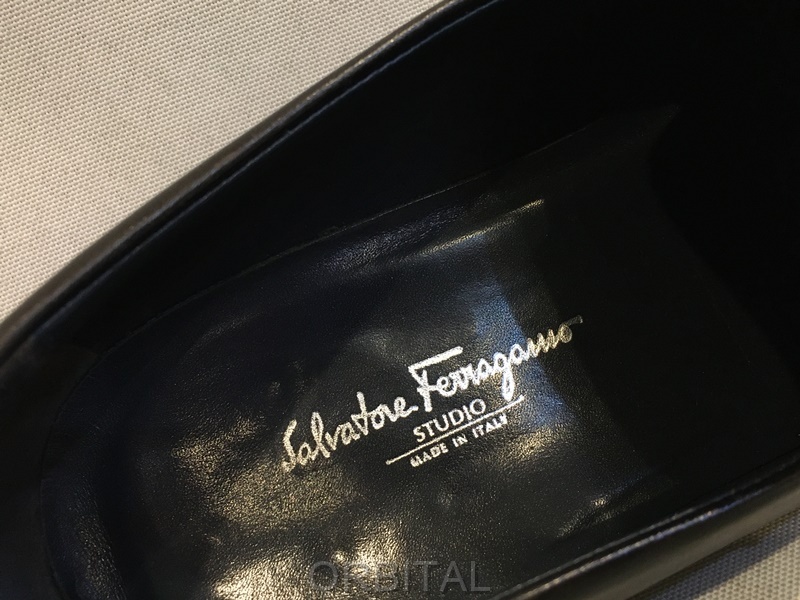 Salvatore Ferragamo
STUDIO
MADE IN ITALY
ORBITAL